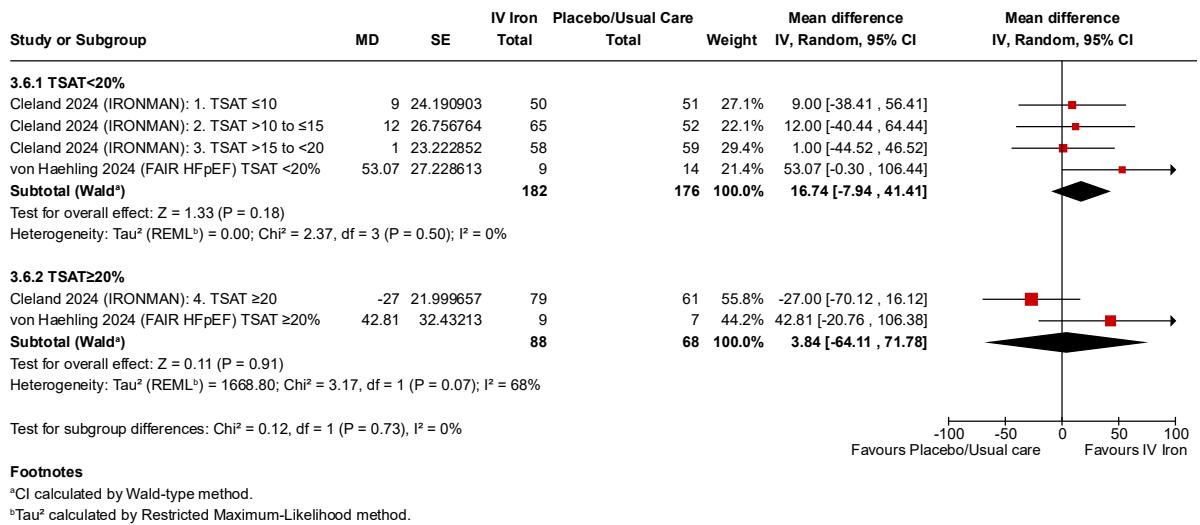 IV Iron Placebo/Usual Care Mean difference Mean difference
Study or Subgroup MD SE Total Total Weight IV, Random, 95% CI IV, Random, 95% CI
3.6.1 TSAT<20%
Cleland 2024 (IRONMAN): 1. TSAT ≤10 9 24.190903 50 51 27.1% 9.00 [-38.41 , 56.41]
Cleland 2024 (IRONMAN): 2. TSAT >10 to ≤15 12 26.756764 65 52 22.1% 12.00 [-40.44 , 64.44]
Cleland 2024 (IRONMAN): 3. TSAT >15 to <20 1 23.222852 58 59 29.4% 1.00 [-44.52 , 46.52]
von Haehling 2024 (FAIR HFpEF) TSAT <20% 53.07 27.228613 9 14 21.4% 53.07 [-0.30 , 106.44]
Subtotal (Waldᵃ) 182 176 100.0% 16.74 [-7.94 , 41.41]
Test for overall effect: Z = 1.33 (P = 0.18)
Heterogeneity: Tau² (REMLᵇ) = 0.00; Chi² = 2.37, df = 3 (P = 0.50); I² = 0%
3.6.2 TSAT≥20%
Cleland 2024 (IRONMAN): 4. TSAT ≥20 -27 21.999657 79 61 55.8% -27.00 [-70.12 , 16.12]
von Haehling 2024 (FAIR HFpEF) TSAT ≥20% 42.81 32.43213 9 7 44.2% 42.81 [-20.76 , 106.38]
Subtotal (Waldᵃ) 88 68 100.0% 3.84 [-64.11 , 71.78]
Test for overall effect: Z = 0.11 (P = 0.91)
Heterogeneity: Tau² (REMLᵇ) = 1668.80; Chi² = 3.17, df = 1 (P = 0.07); I² = 68%
Test for subgroup differences: Chi² = 0.12, df = 1 (P = 0.73), I² = 0%
-100 -50 0 50 100
Favours Placebo/Usual care Favours IV Iron
Footnotes
ᵃCI calculated by Wald-type method.
ᵇTau² calculated by Restricted Maximum-Likelihood method.